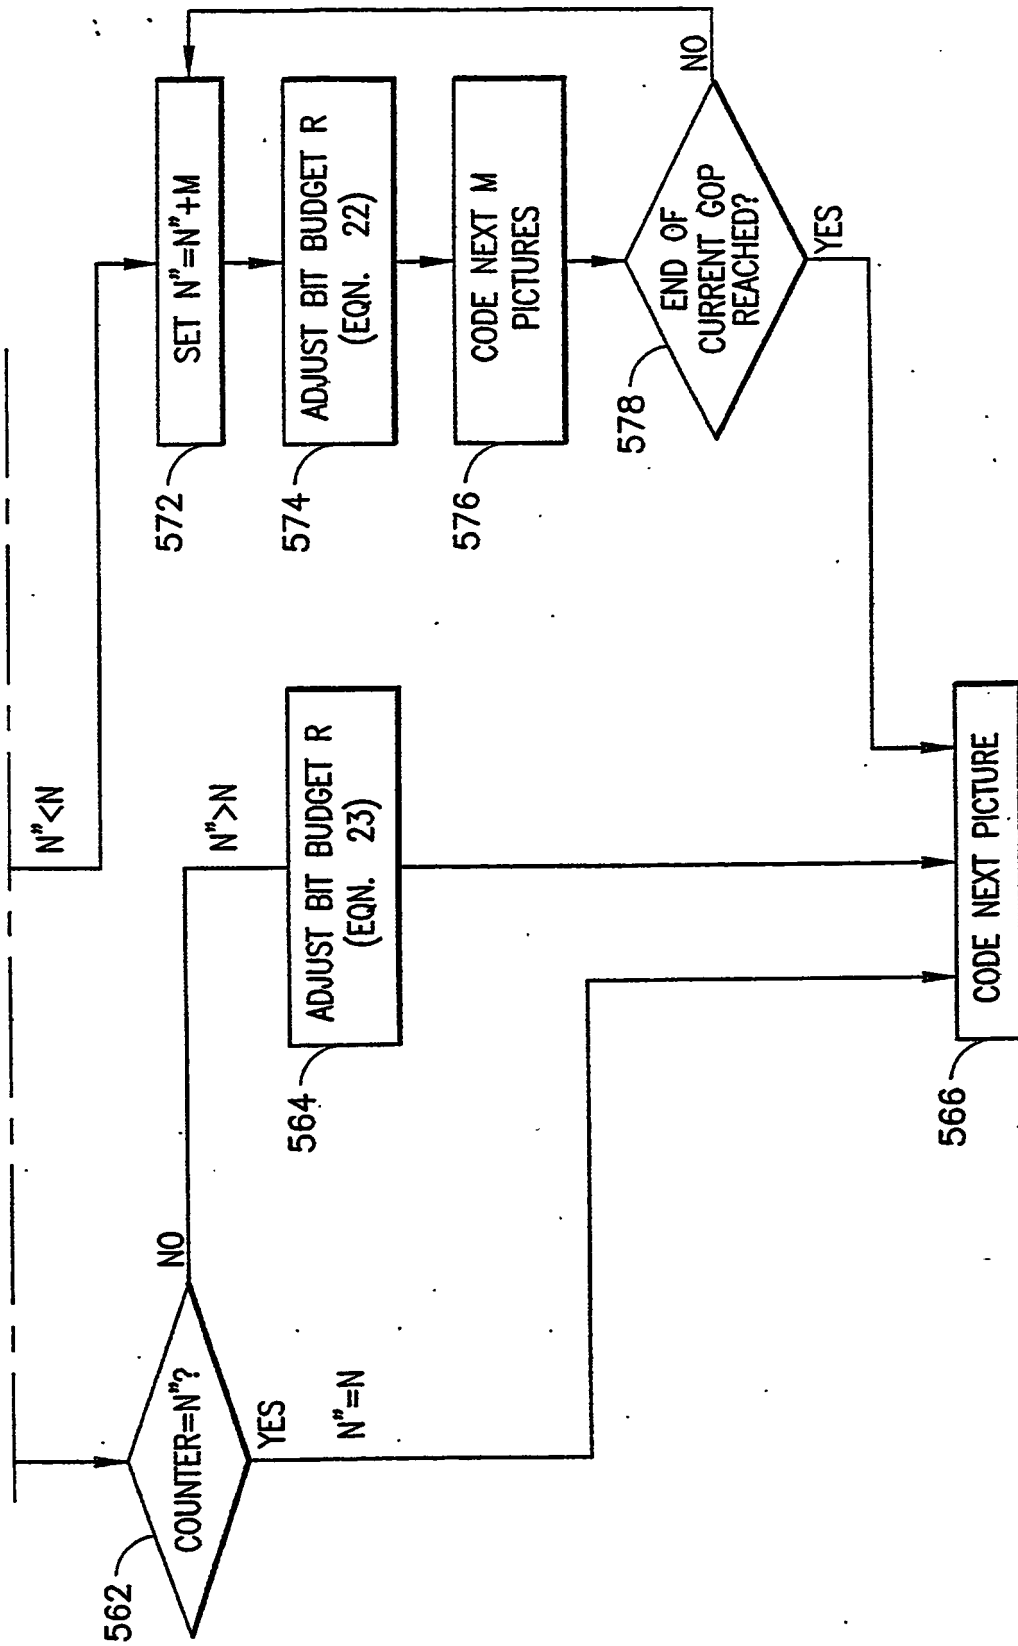 N"<N
562
COUNTER=N"?
NO
YES
N"=N
N">N
564
ADJUST BIT BUDGET R
(EQN. 23)
572
SET N"=N"+M
574
ADJUST BIT BUDGET R
(EQN. 22)
576
CODE NEXT M
PICTURES
578
END OF
CURRENT GOP
REACHED?
NO
YES
566
CODE NEXT PICTURE